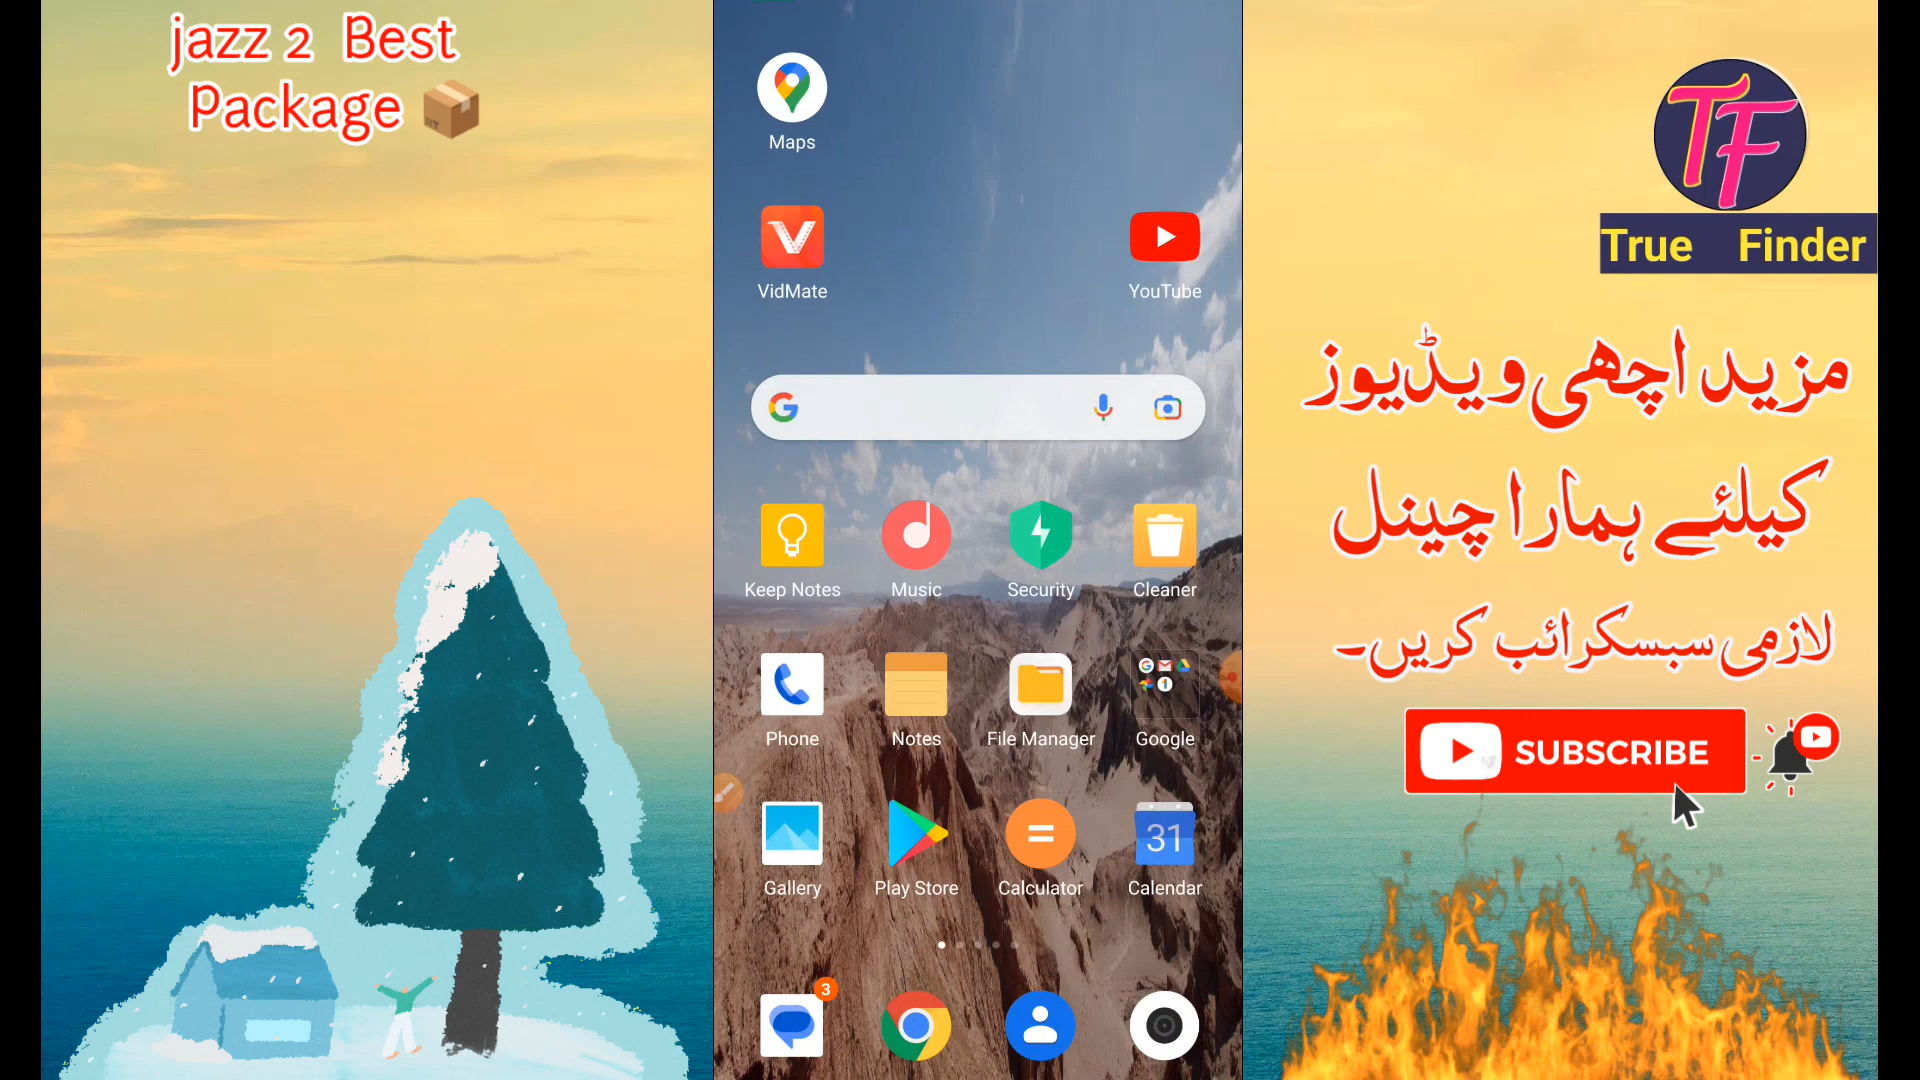 jazz 2 Best
Package
TF
True Finder
مزید اچھی ویڈیوز
کیلئے ہمارا چینل
لازمی سبسکرائب کریں۔
SUBSCRIBE
Maps
VidMate
YouTube
Keep Notes
Music
Security
Cleaner
Phone
Notes
File Manager
Google
Gallery
Play Store
Calculator
31
Calendar
3